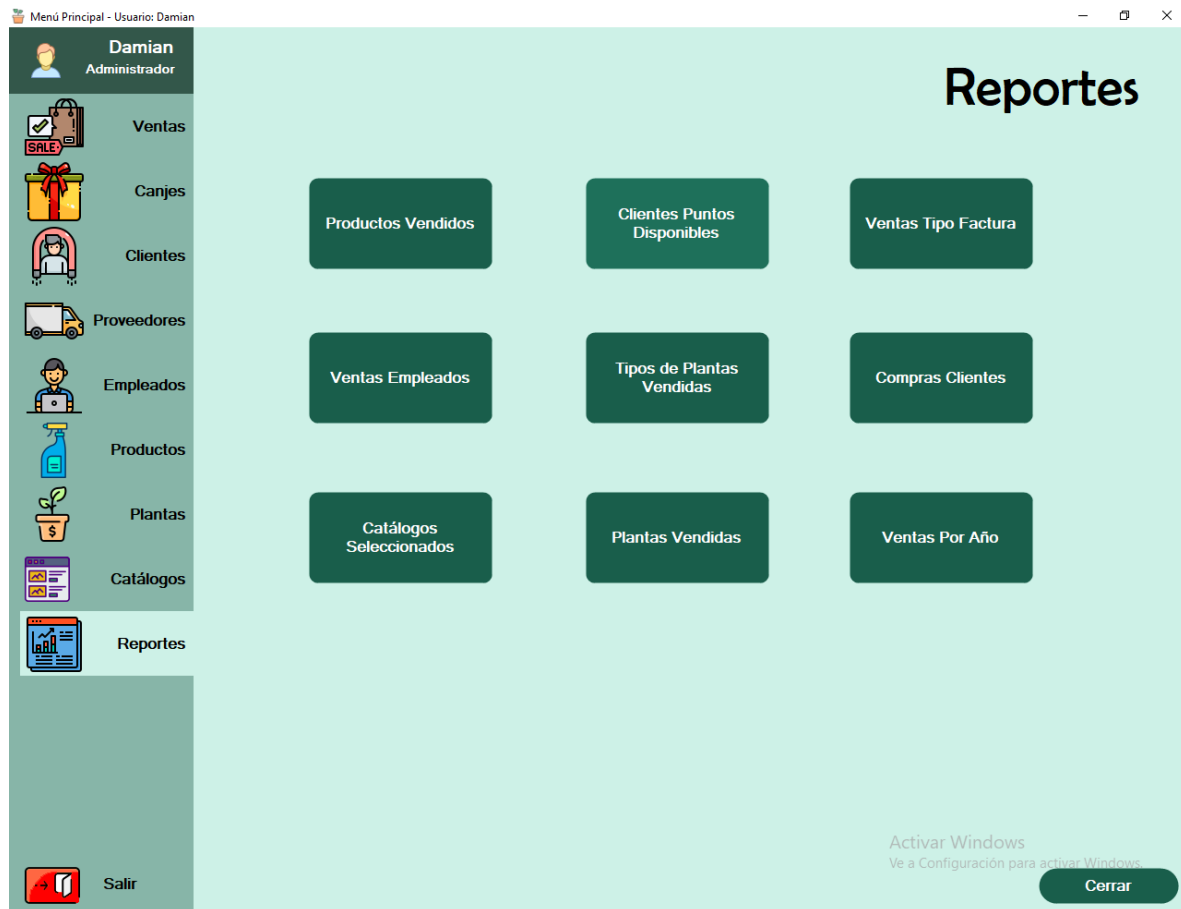 Menú Principal - Usuario: Damian
Damian
Administrador
Ventas
SALE
Canjes
Clientes
Proveedores
Empleados
Productos
Plantas
Catálogos
Reportes
Salir
Reportes
Productos Vendidos
Clientes Puntos
Disponibles
Ventas Tipo Factura
Ventas Empleados
Tipos de Plantas
Vendidas
Compras Clientes
Catálogos
Seleccionados
Plantas Vendidas
Ventas Por Año
Activar Windows
Ve a Configuración para activar Windows.
Cerrar